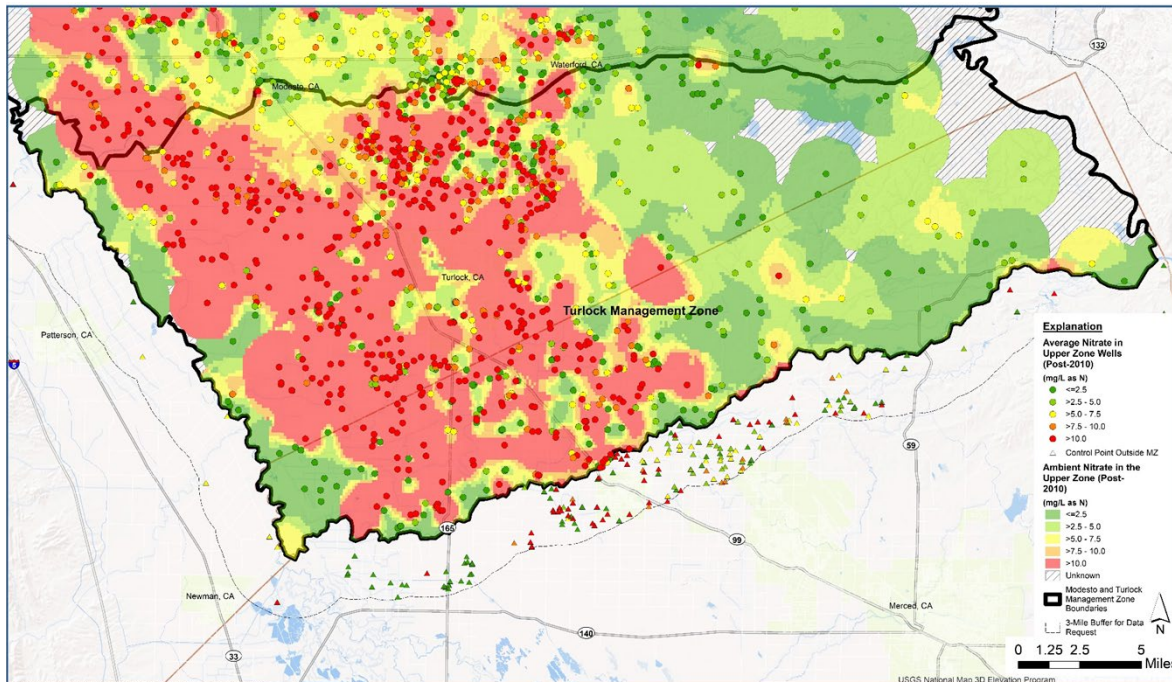 132
Waterford, CA
Modesto, CA
Turlock, CA
Turlock Management Zone
Patterson, CA
5
59
165
99
Newman, CA
Merced, CA
140
33
Explanation
Average Nitrate in
Upper Zone Wells
(Post-2010)
(mg/L as N)
<=2.5
>2.5 - 5.0
>5.0 - 7.5
>7.5 - 10.0
>10.0
Control Point Outside MZ
Ambient Nitrate in the
Upper Zone (Post-
2010)
(mg/L as N)
<=2.5
>2.5 - 5.0
>5.0 - 7.5
>7.5 - 10.0
>10.0
Unknown
Modesto and Turlock
Management Zone
Boundaries
3-Mile Buffer for Data
Request
N
0 1.25 2.5 5
Miles
USGS National Map 3D Elevation Program